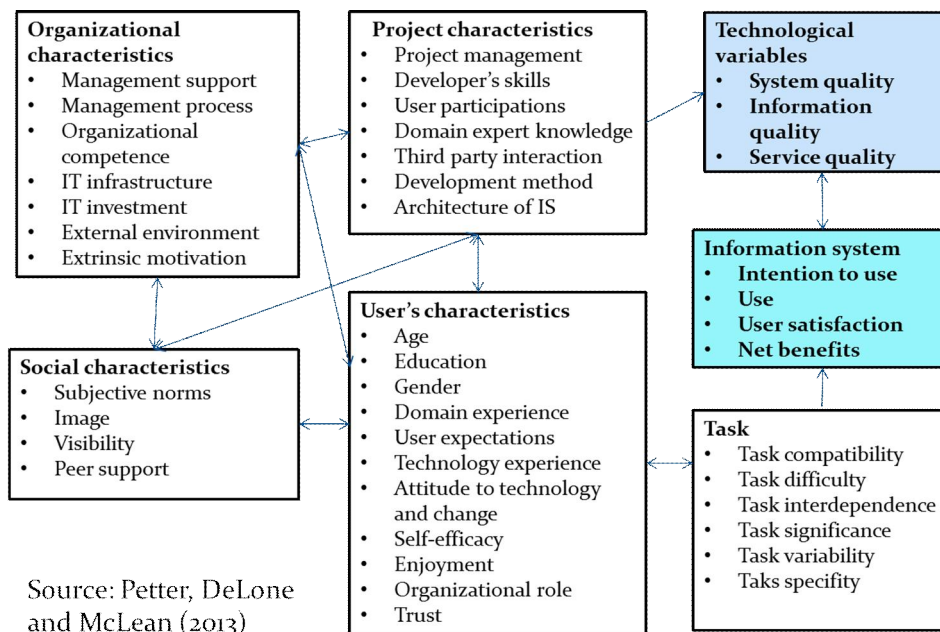 Organizational
characteristics
• Management support
• Management process
• Organizational
competence
• IT infrastructure
• IT investment
• External environment
• Extrinsic motivation
Project characteristics
• Project management
• Developer's skills
• User participations
• Domain expert knowledge
• Third party interaction
• Development method
• Architecture of IS
Technological
variables
• System quality
• Information
quality
• Service quality
Information system
• Intention to use
• Use
• User satisfaction
• Net benefits
Social characteristics
• Subjective norms
• Image
• Visibility
• Peer support
User's characteristics
• Age
• Education
• Gender
• Domain experience
• User expectations
• Technology experience
• Attitude to technology
and change
• Self-efficacy
• Enjoyment
• Organizational role
• Trust
Task
• Task compatibility
• Task difficulty
• Task interdependence
• Task significance
• Task variability
• Taks specifity
Source: Petter, DeLone
and McLean (2013)